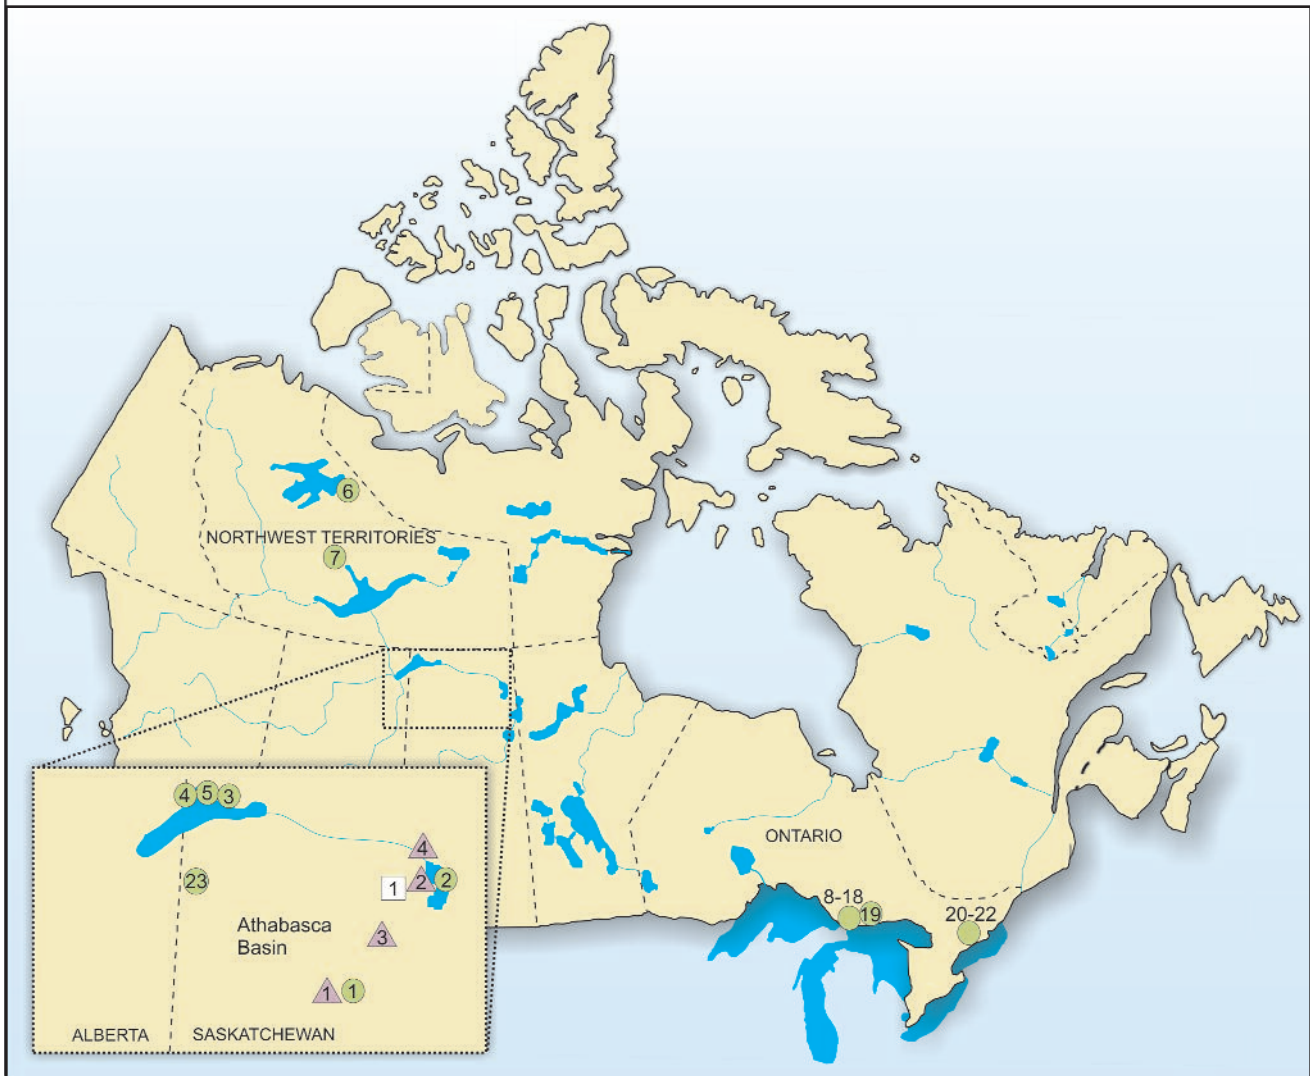 6
NORTHWEST TERRITORIES
7
ONTARIO
8-18
19
20-22
4
5
3
4
23
1
2
2
Athabasca
Basin
3
1
1
ALBERTA
SASKATCHEWAN